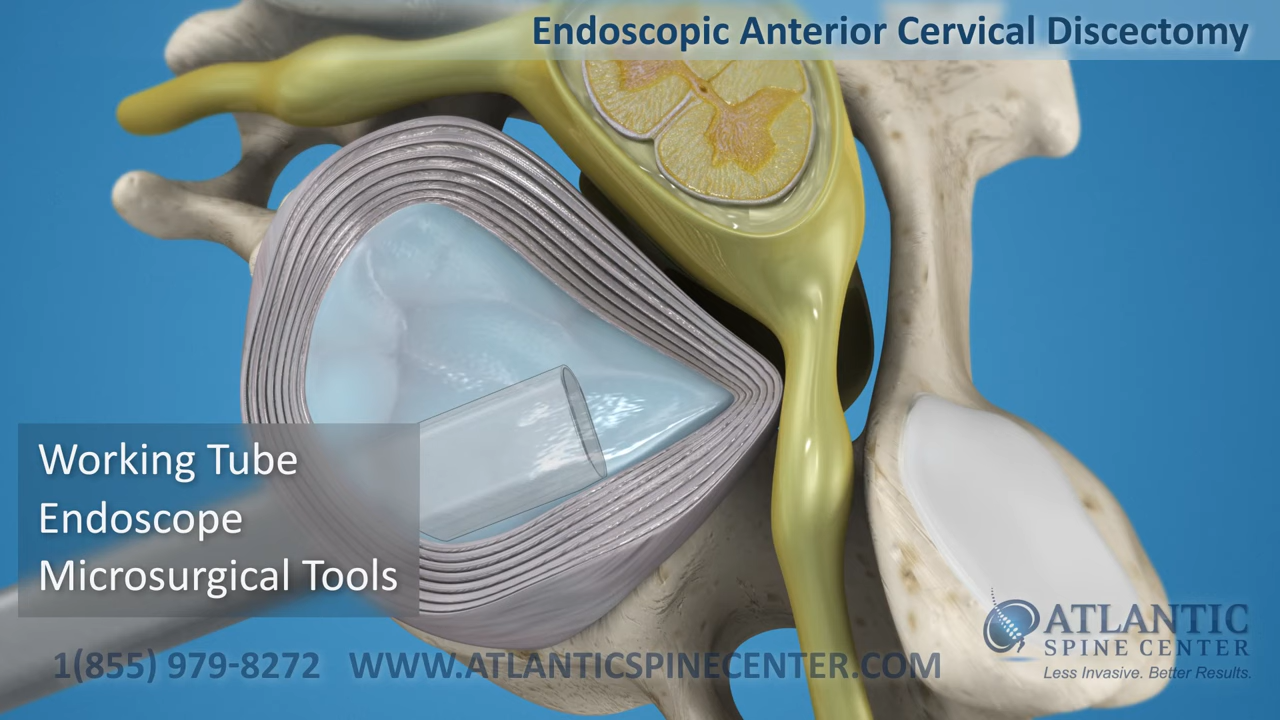 Endoscopic Anterior Cervical Discectomy
Working Tube
Endoscope
Microsurgical Tools
ATLANTIC
SPINE CENTER
Less Invasive. Better Results.
1(855) 979-8272 WWW.ATLANTICSPINECENTER.COM